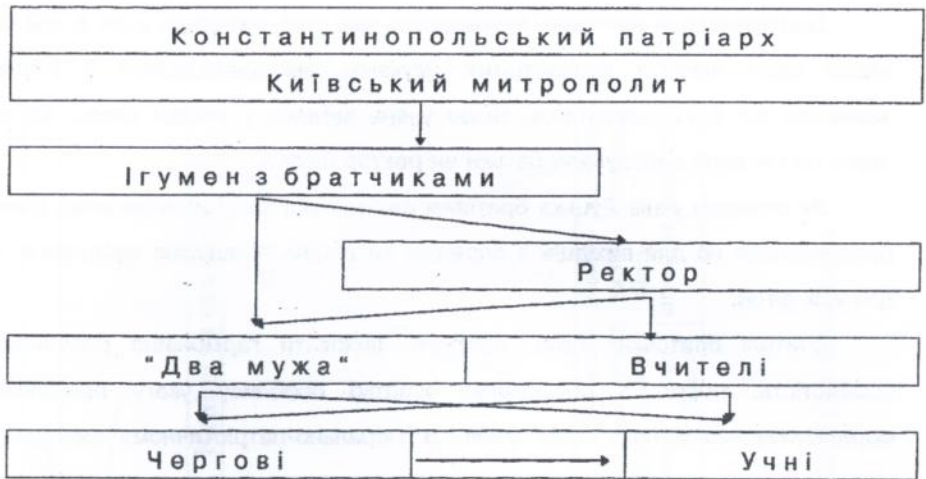 Константинопольський патріарх
Київський митрополит
Ігумен з братчиками
Ректор
"Два мужа" Вчителі
Чергові Учні